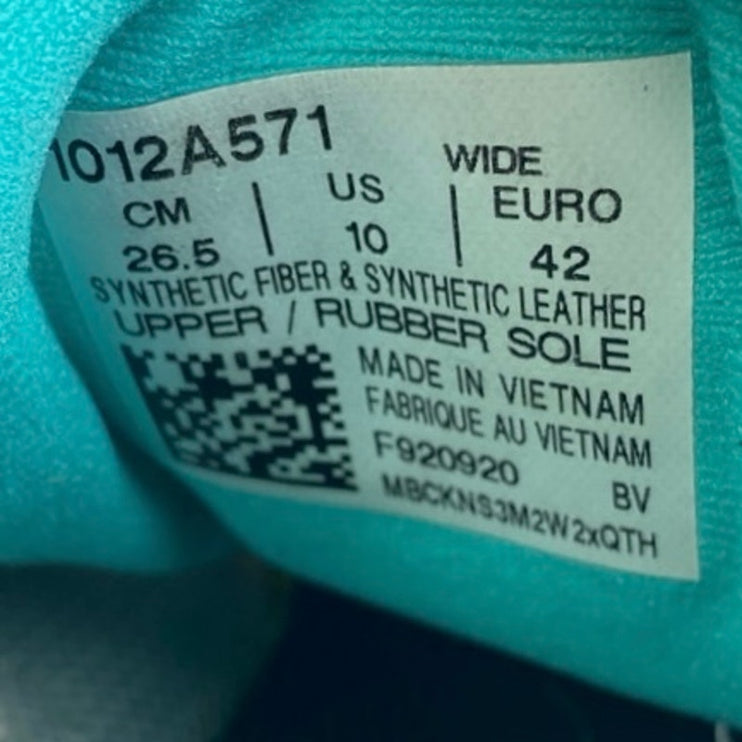 1012A571 WIDE
CM | US | EURO
26.5 10 42
SYNTHETIC FIBER & SYNTHETIC LEATHER
UPPER / RUBBER SOLE
MADE IN VIETNAM
FABRIQUE AU VIETNAM
F920920 BV
MBCKNS3M2W2xQTH